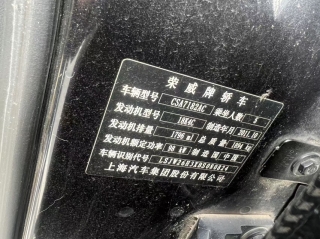 荣威牌轿车
车辆型号 CSA7182AC 乘坐人数 5
发动机型号 18K4C 制造年月 2011.10
发动机排量 1796 ml 总质量 1894 kg
发动机额定功率 98 kW 制造国 中国
车辆识别代号
上海汽车集团股份有限公司